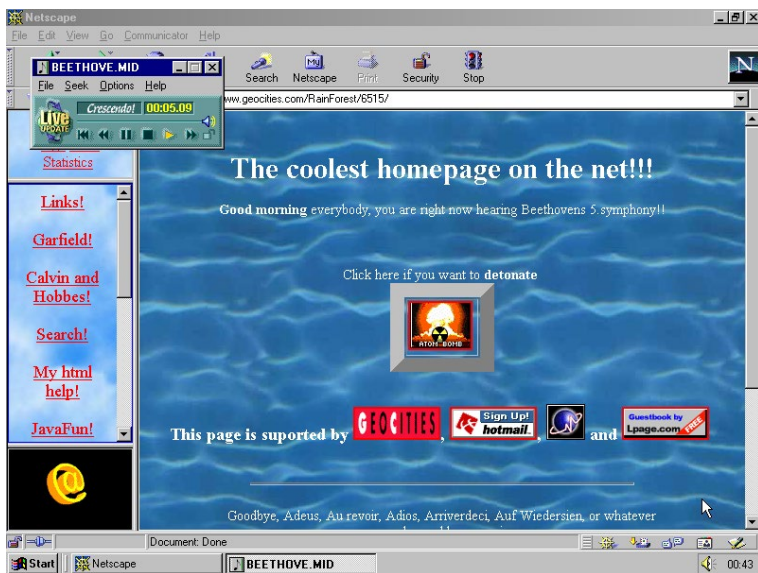 Netscape
File Edit View Go Communicator Help
BEETHOVE.MID
File Seek Options Help
Live UPDATE
Crescendo! 00:05.09
Search Netscape Print Security Stop
My
N
www.geocities.com/RainForest/6515/
Statistics
Links!
Garfield!
Calvin and
Hobbes!
Search!
My html
help!
JavaFun!
@
The coolest homepage on the net!!!
Good morning everybody, you are right now hearing Beethovens 5.symphony!!
Click here if you want to detonate
ATOM BOMB
This page is suported by GEOCITIES, Sign Up! hotmail., and Guestbook by Lpage.com FREE
Goodbye, Adeus, Au revoir, Adios, Arriverdeci, Auf Wiedersien, or whatever
Document: Done
Start Netscape BEETHOVE.MID 00:43